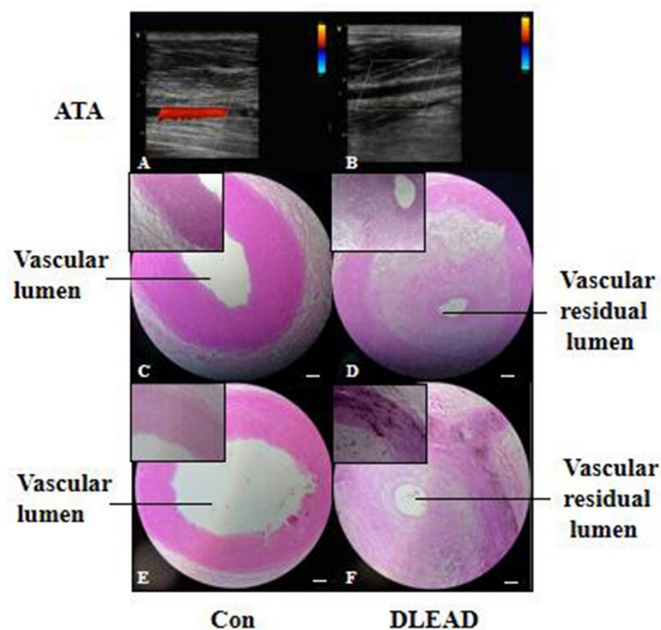 ATA
A
B
Vascular
lumen
C
D
Vascular
residual
lumen
Vascular
lumen
E
F
Vascular
residual
lumen
Con
DLEAD